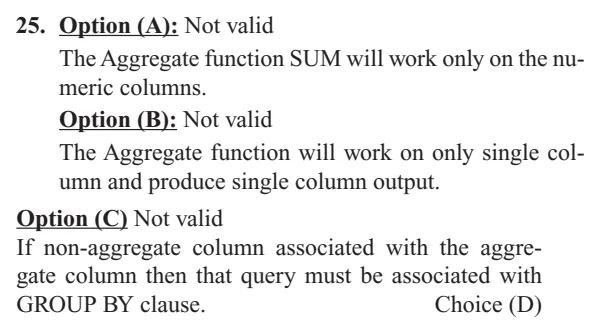 25. Option (A): Not valid
The Aggregate function SUM will work only on the nu-
meric columns.
Option (B): Not valid
The Aggregate function will work on only single col-
umn and produce single column output.
Option (C) Not valid
If non-aggregate column associated with the aggre-
gate column then that query must be associated with
GROUP BY clause. Choice (D)